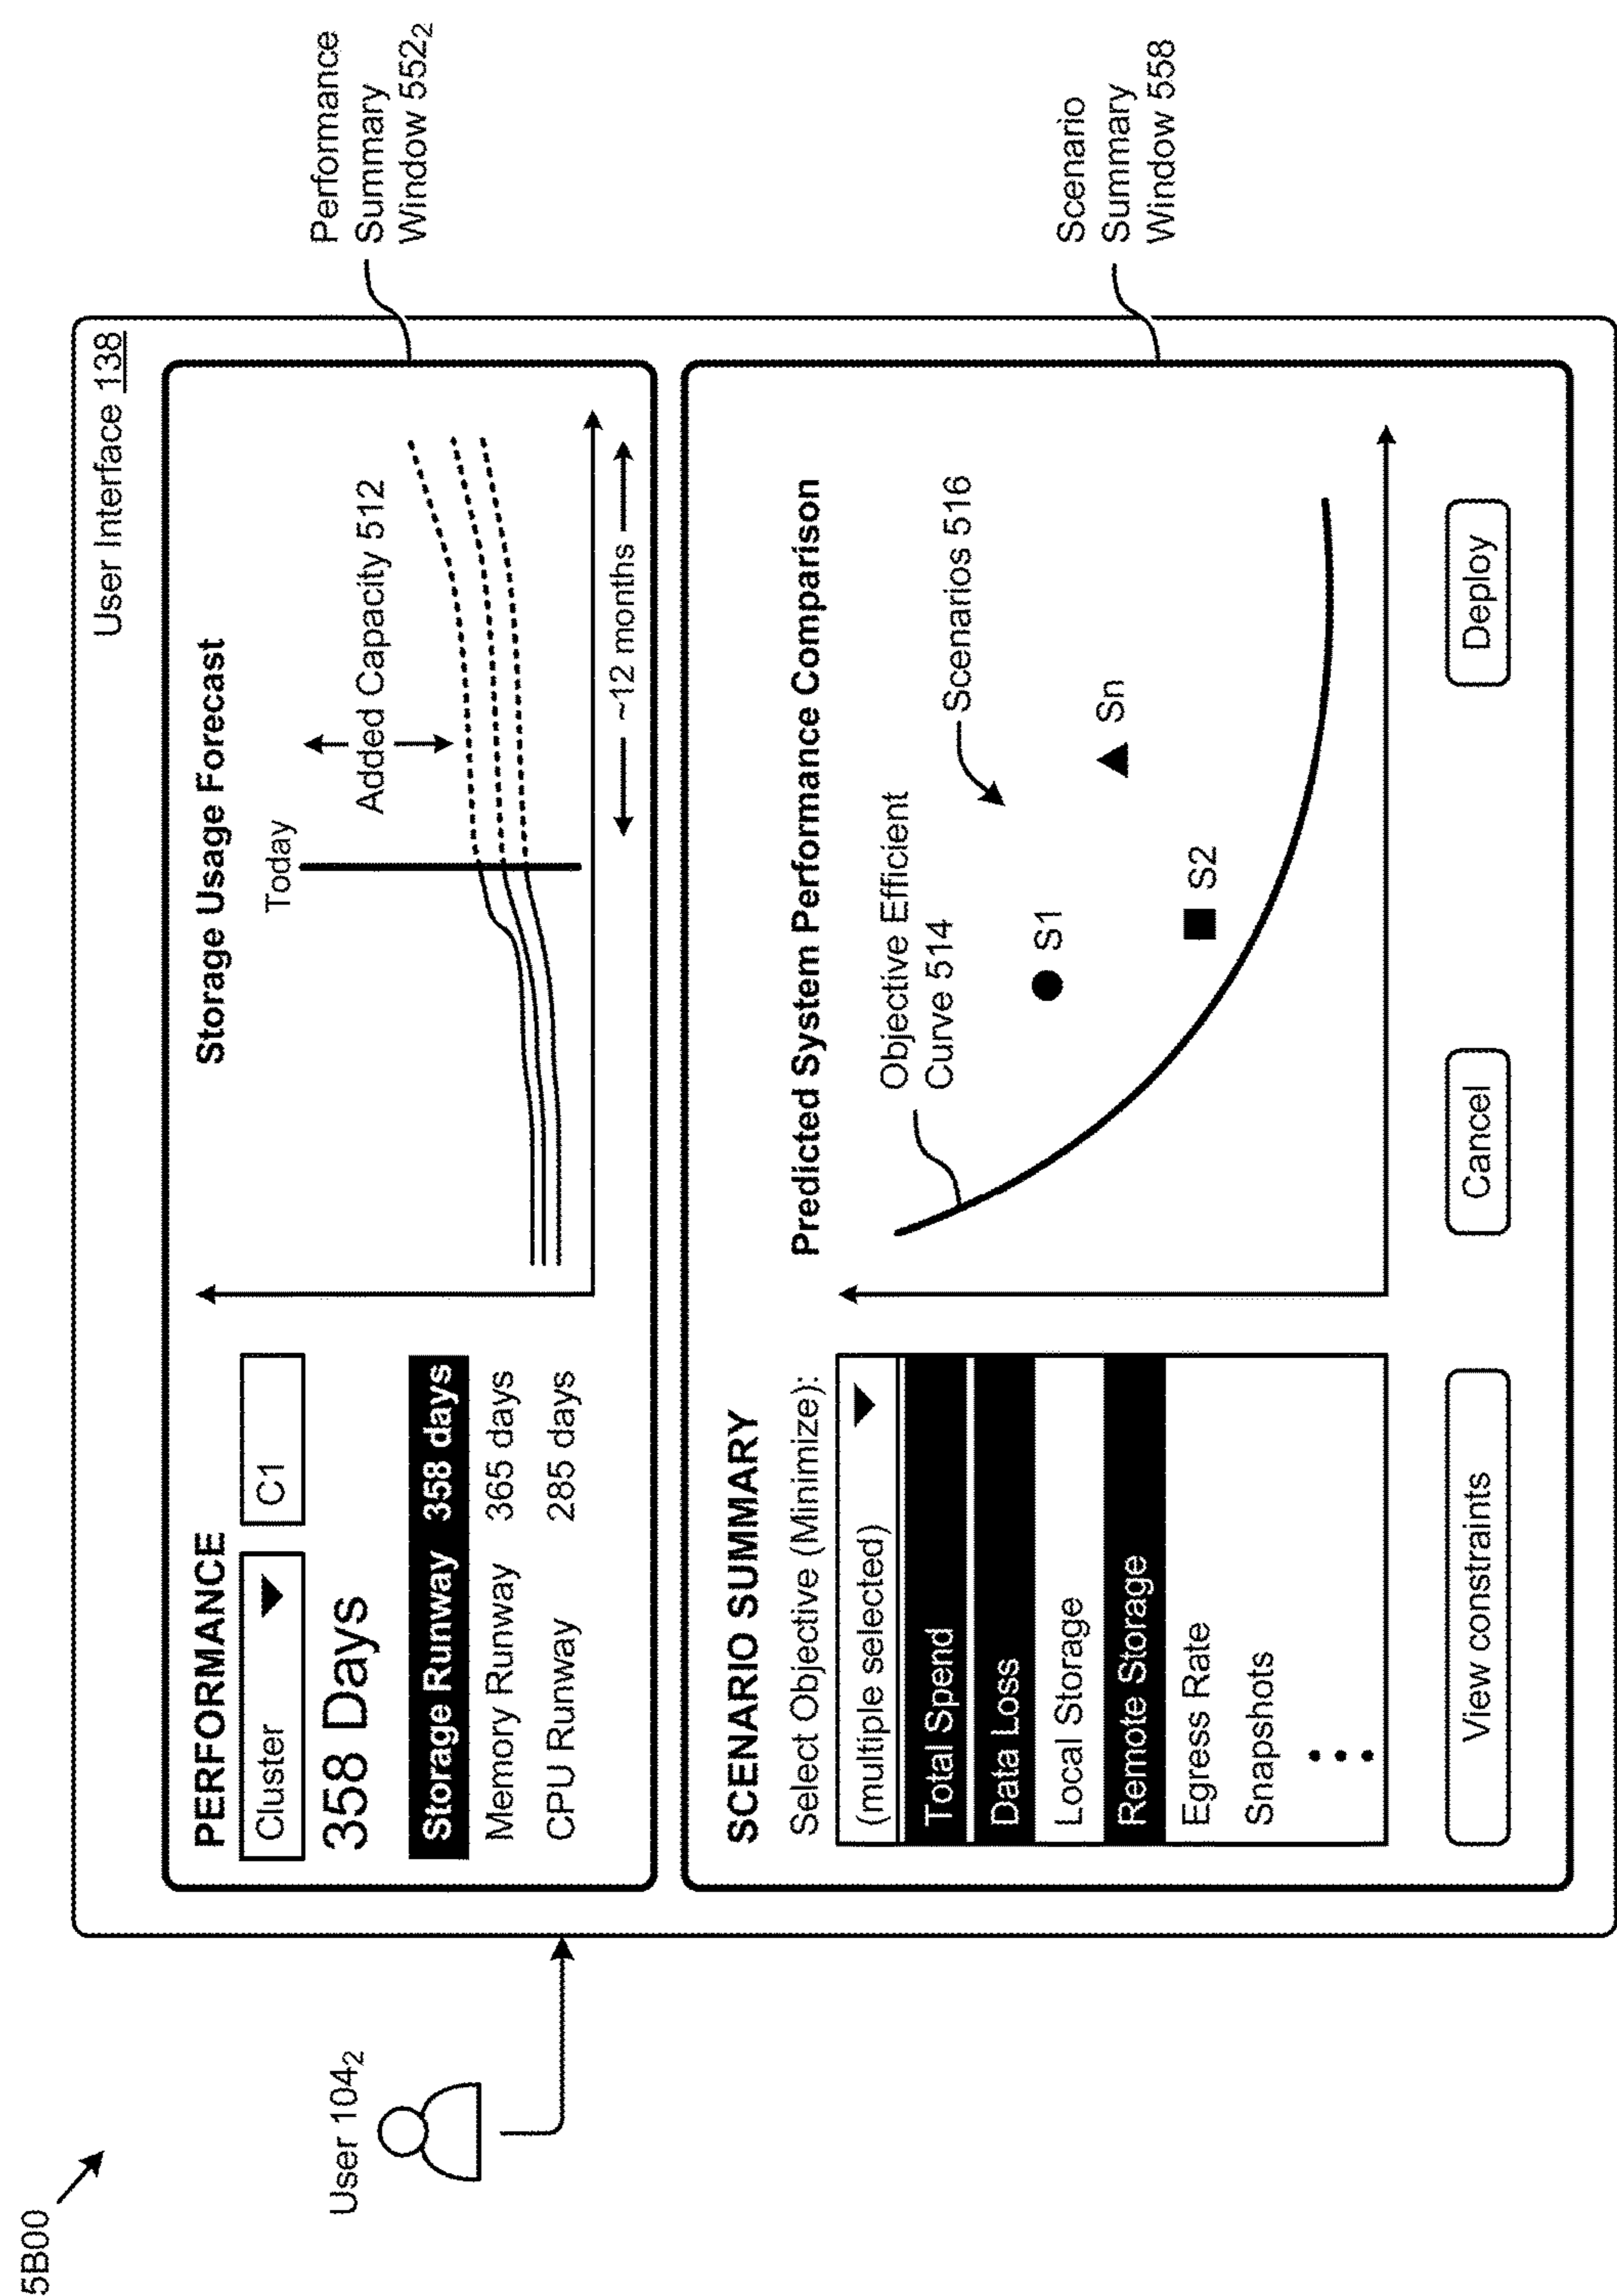 5B00
User 104₂
User Interface 138
PERFORMANCE
Cluster
C1
358 Days
Storage Runway 358 days
Memory Runway 365 days
CPU Runway 285 days
Storage Usage Forecast
Today
Added Capacity 512
~12 months
Performance
Summary
Window 552₂
SCENARIO SUMMARY
Select Objective (Minimize):
(multiple selected)
Total Spend
Data Loss
Local Storage
Remote Storage
Egress Rate
Snapshots
Predicted System Performance Comparison
Objective Efficient
Curve 514
Scenarios 516
S1
S2
Sn
View constraints
Cancel
Deploy
Scenario
Summary
Window 558